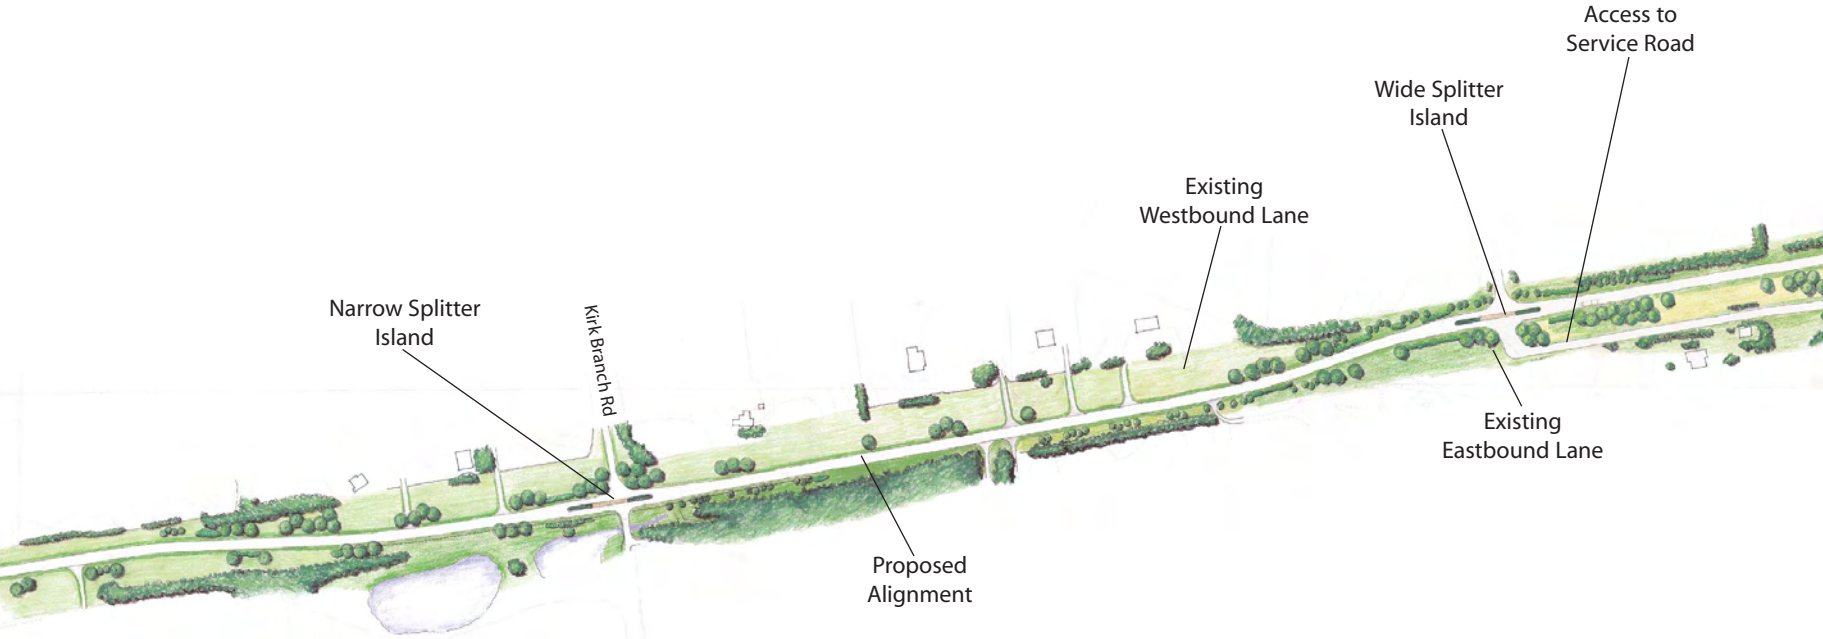 Access to
Service Road
Wide Splitter
Island
Existing
Westbound Lane
Narrow Splitter
Island
Kirk Branch Rd
Existing
Eastbound Lane
Proposed
Alignment